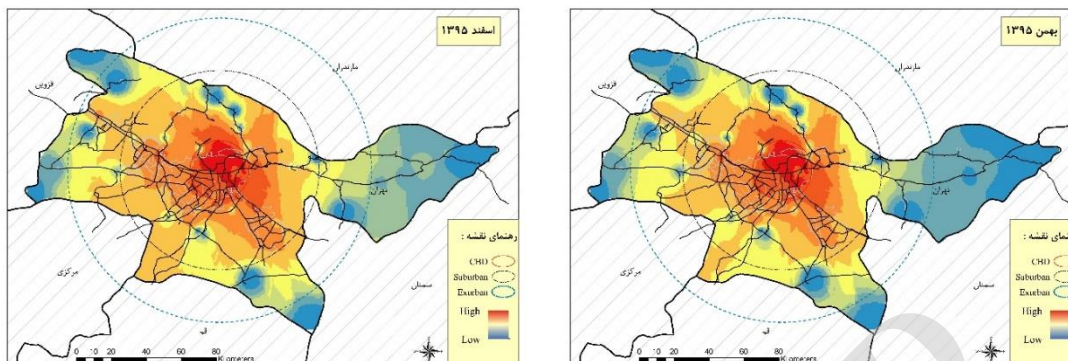 اسفند ۱۳۹۵
مازندران
قزوین
تهران
سمنان
مرکزی
قم
رهنمای نقشه :
CBD
Suburban
Exurban
High
Low
0 10 20 40 60 80
Kilometers
بهمن ۱۳۹۵
مازندران
قزوین
تهران
سمنان
مرکزی
قم
نمای نقشه :
CBD
Suburban
Exurban
High
Low
0 10 20 40 60 80
Kilometers